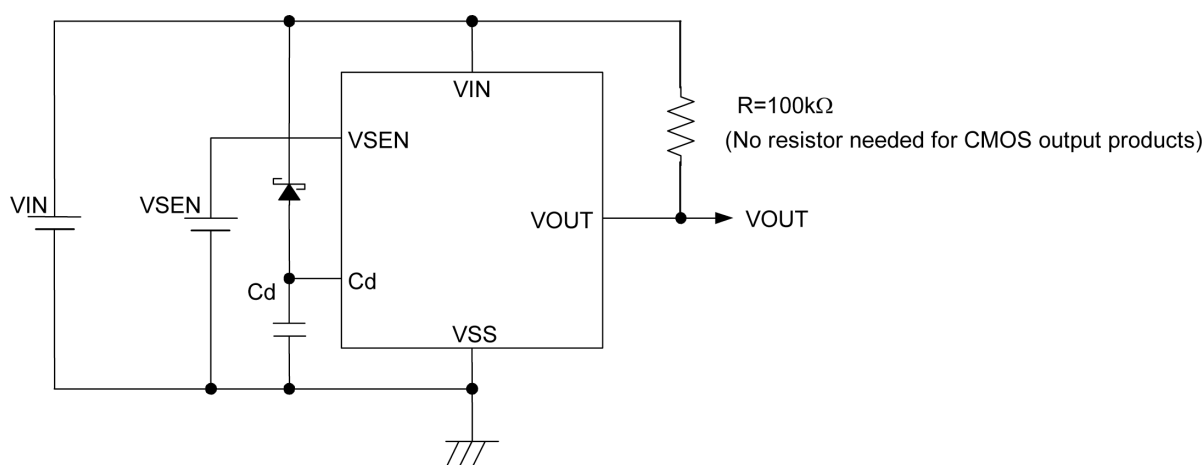 VIN
R=100kΩ
(No resistor needed for CMOS output products)
VSEN
VIN
VSEN
VOUT
VOUT
Cd
Cd
VSS